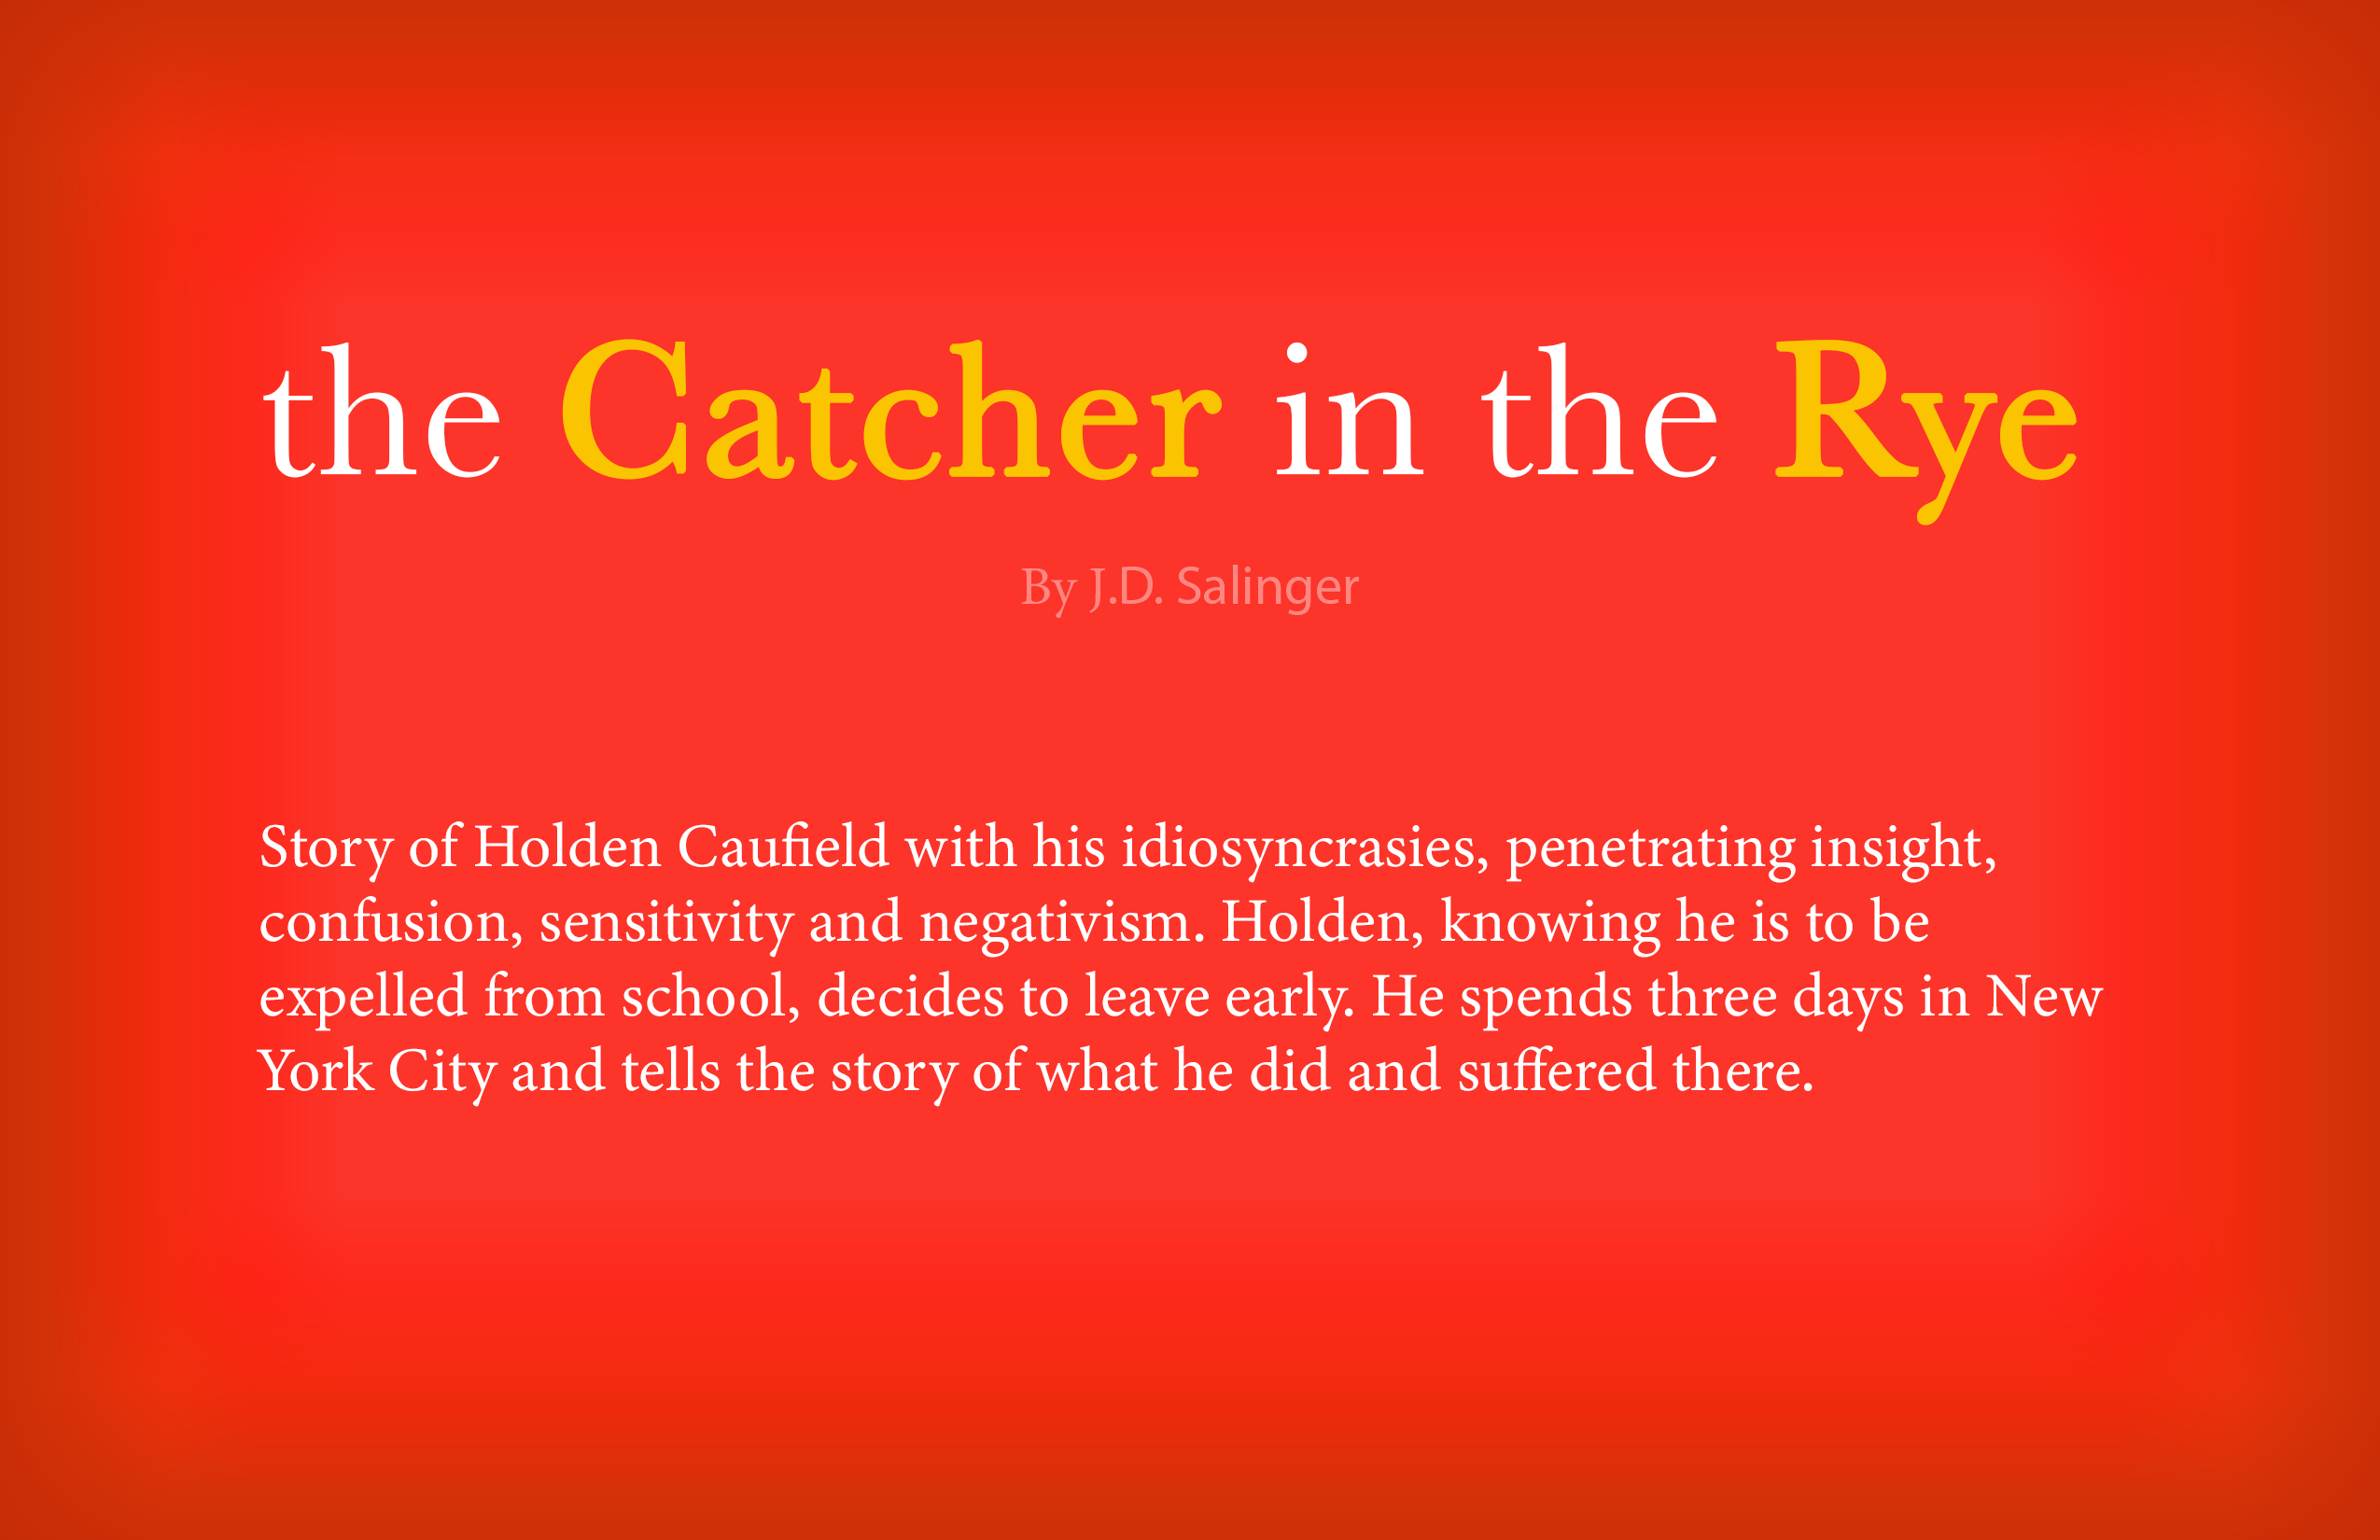 the Catcher in the Rye
By J.D. Salinger
Story of Holden Caufield with his idiosyncrasies, penetrating insight,
confusion, sensitivity and negativism. Holden, knowing he is to be
expelled from school, decides to leave early. He spends three days in New
York City and tells the story of what he did and suffered there.